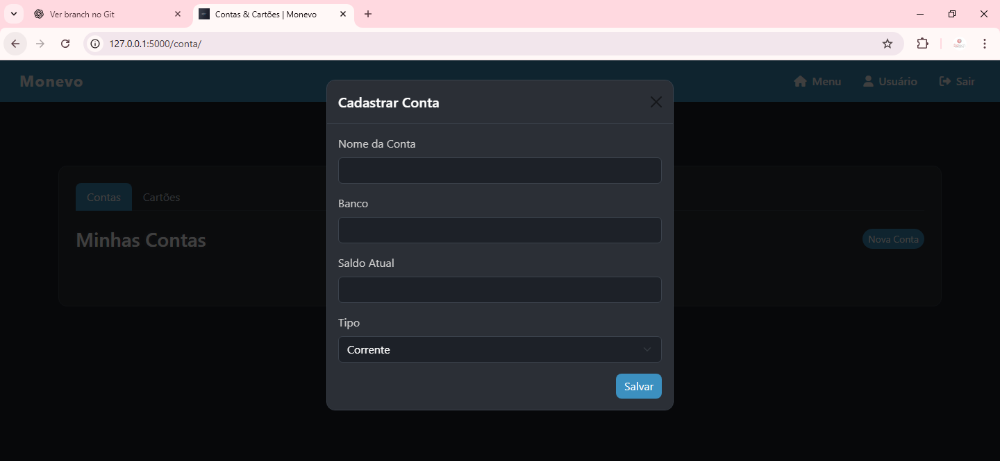 Ver branch no Git
Contas & Cartões | Monevo
127.0.0.1:5000/conta/
Monevo
Menu
Usuário
Sair
Cadastrar Conta
Nome da Conta
Banco
Saldo Atual
Tipo
Corrente
Salvar
Contas
Cartões
Minhas Contas
Nova Conta